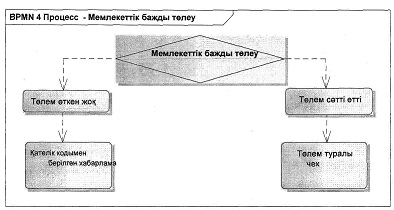 BPMN 4 Процесс - Мемлекеттік бажды төлеу
Мемлекеттік бажды төлеу
Төлем өткен жоқ
Төлем сәтті өтті
Қателік кодымен
берілген хабарлама
Төлем туралы
чек